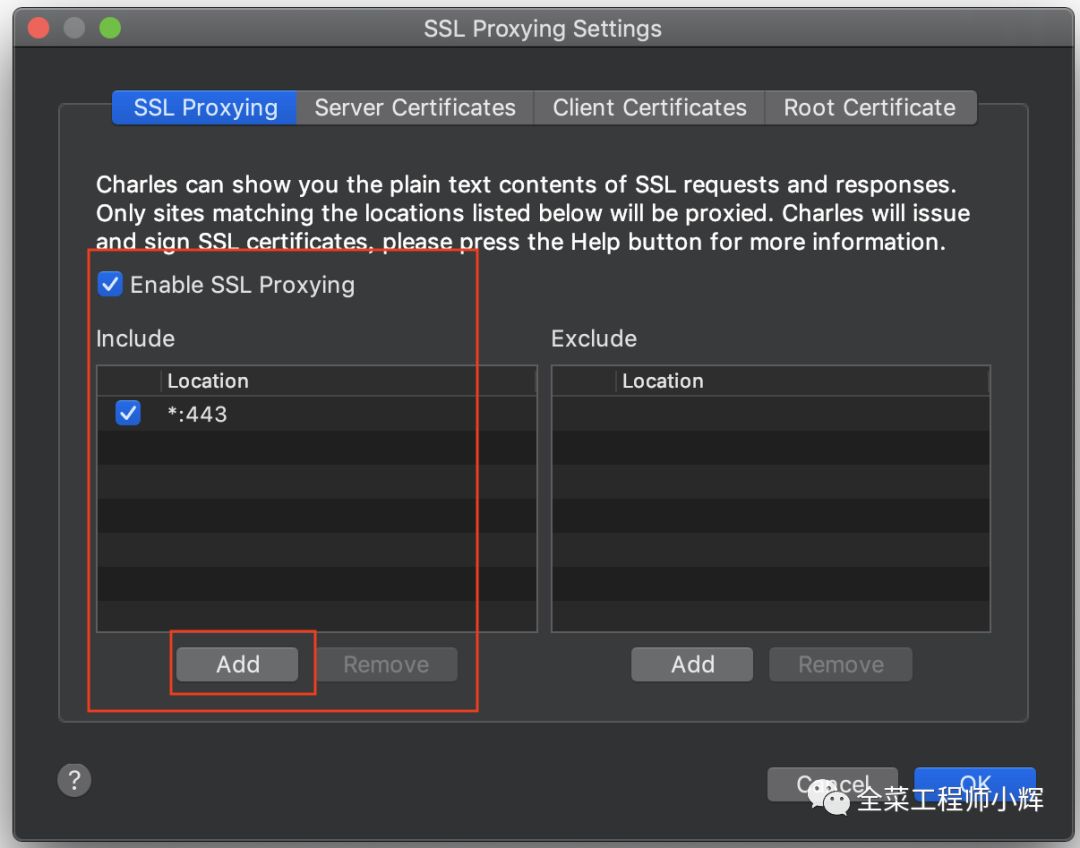 SSL Proxying Settings
SSL Proxying Server Certificates Client Certificates Root Certificate
Charles can show you the plain text contents of SSL requests and responses.
Only sites matching the locations listed below will be proxied. Charles will issue
and sign SSL certificates, please press the Help button for more information.
Enable SSL Proxying
Include Exclude
Location Location
*:443
Add Remove Add Remove
? Cancel OK
全菜工程师小辉